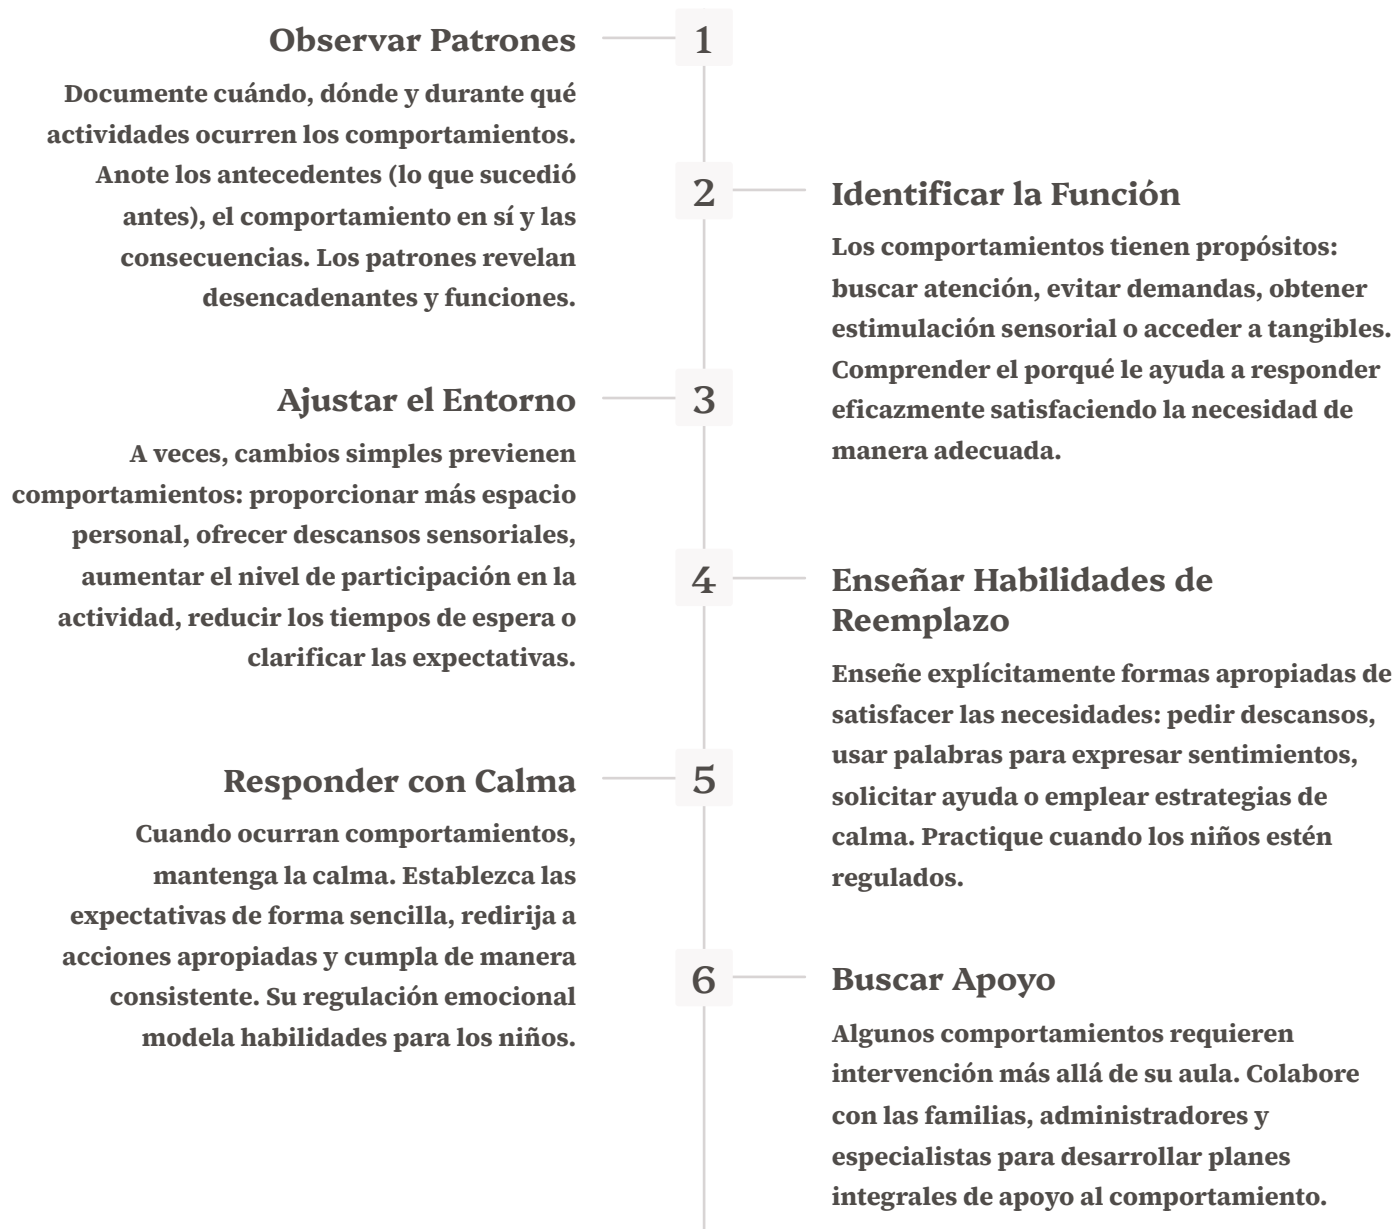 Observar Patrones
1
Documente cuándo, dónde y durante qué
actividades ocurren los comportamientos.
Anote los antecedentes (lo que sucedió
antes), el comportamiento en sí y las
consecuencias. Los patrones revelan
desencadenantes y funciones.
2
Identificar la Función
Los comportamientos tienen propósitos:
buscar atención, evitar demandas, obtener
estimulación sensorial o acceder a tangibles.
Comprender el porqué le ayuda a responder
eficazmente satisfaciendo la necesidad de
manera adecuada.
Ajustar el Entorno
3
A veces, cambios simples previenen
comportamientos: proporcionar más espacio
personal, ofrecer descansos sensoriales,
aumentar el nivel de participación en la
actividad, reducir los tiempos de espera o
clarificar las expectativas.
4
Enseñar Habilidades de
Reemplazo
Enseñe explícitamente formas apropiadas de
satisfacer las necesidades: pedir descansos,
usar palabras para expresar sentimientos,
solicitar ayuda o emplear estrategias de
calma. Practique cuando los niños estén
regulados.
Responder con Calma
5
Cuando ocurran comportamientos,
mantenga la calma. Establezca las
expectativas de forma sencilla, redirija a
acciones apropiadas y cumpla de manera
consistente. Su regulación emocional
modela habilidades para los niños.
6
Buscar Apoyo
Algunos comportamientos requieren
intervención más allá de su aula. Colabore
con las familias, administradores y
especialistas para desarrollar planes
integrales de apoyo al comportamiento.